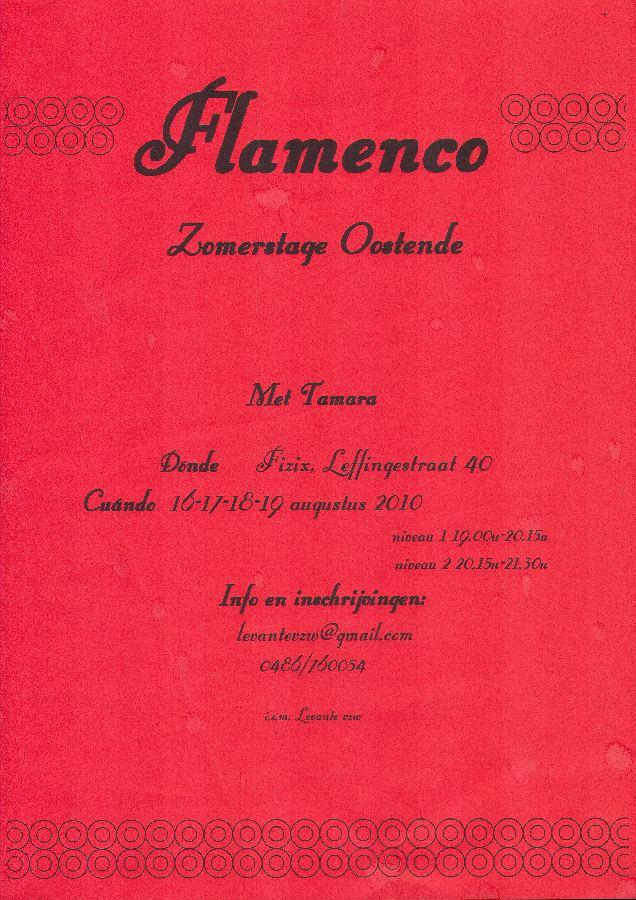 Flamenco
Zomerstage Oostende
Met Tamara
Dónde Fizix, Leffingestraat 40
Cuándo 16-17-18-19 augustus 2010
niveau 1 19.00u-20.15u
niveau 2 20.15u-21.30u
Info en inschrijvingen:
levantevzw@gmail.com
0486/760054
i.s.m. Levante vzw